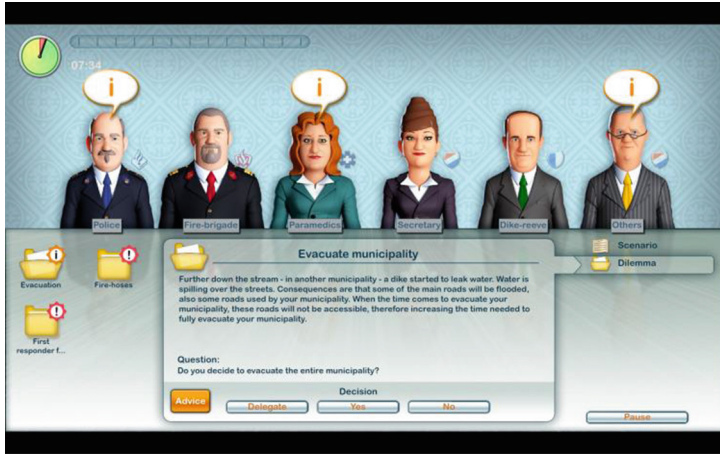 07:34
i
i
i
Police
Fire-brigade
Paramedics
Secretary
Dike-reeve
Others
i
Evacuation
!
Fire-hoses
!
First
responder f...
Evacuate municipality
Further down the stream - in another municipality - a dike started to leak water. Water is
spilling over the streets. Consequences are that some of the main roads will be flooded,
also some roads used by your municipality. When the time comes to evacuate your
municipality, these roads will not be accessible, therefore increasing the time needed to
fully evacuate your municipality.
Question:
Do you decide to evacuate the entire municipality?
Decision
Advice
Delegate
Yes
No
Scenario
Dilemma
Pause